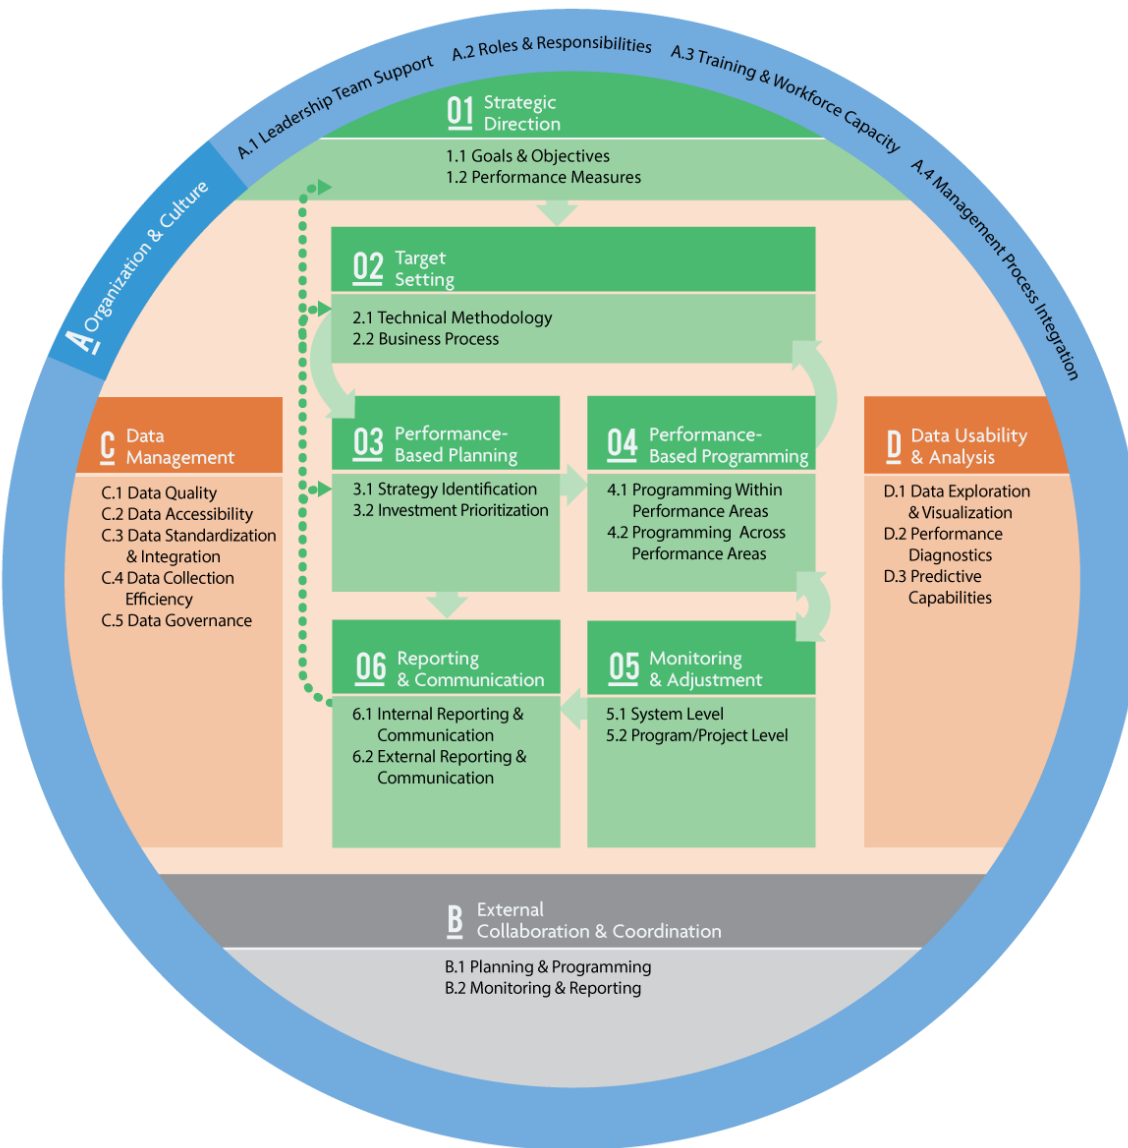 A.1 Leadership Team Support
A.2 Roles & Responsibilities
A.3 Training & Workforce Capacity
A.4 Management Process Integration
A Organization & Culture
01 Strategic
Direction
1.1 Goals & Objectives
1.2 Performance Measures
02 Target
Setting
2.1 Technical Methodology
2.2 Business Process
C Data
Management
C.1 Data Quality
C.2 Data Accessibility
C.3 Data Standardization
& Integration
C.4 Data Collection
Efficiency
C.5 Data Governance
03 Performance-
Based Planning
3.1 Strategy Identification
3.2 Investment Prioritization
04 Performance-
Based Programming
4.1 Programming Within
Performance Areas
4.2 Programming Across
Performance Areas
D Data Usability
& Analysis
D.1 Data Exploration
& Visualization
D.2 Performance
Diagnostics
D.3 Predictive
Capabilities
06 Reporting
& Communication
6.1 Internal Reporting &
Communication
6.2 External Reporting &
Communication
05 Monitoring
& Adjustment
5.1 System Level
5.2 Program/Project Level
B External
Collaboration & Coordination
B.1 Planning & Programming
B.2 Monitoring & Reporting